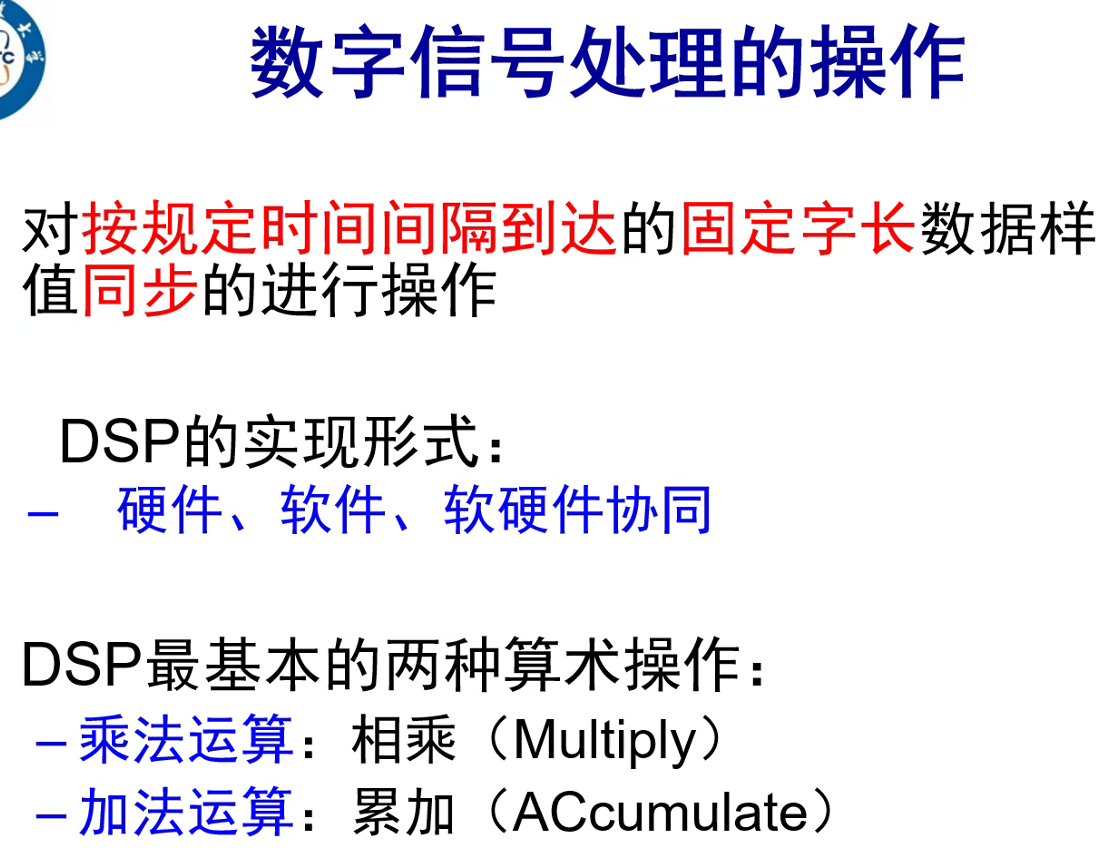 数字信号处理的操作
对按规定时间间隔到达的固定字长数据样
值同步的进行操作
DSP的实现形式：
– 硬件、软件、软硬件协同
DSP最基本的两种算术操作：
–乘法运算：相乘（Multiply）
–加法运算：累加（ACcumulate）